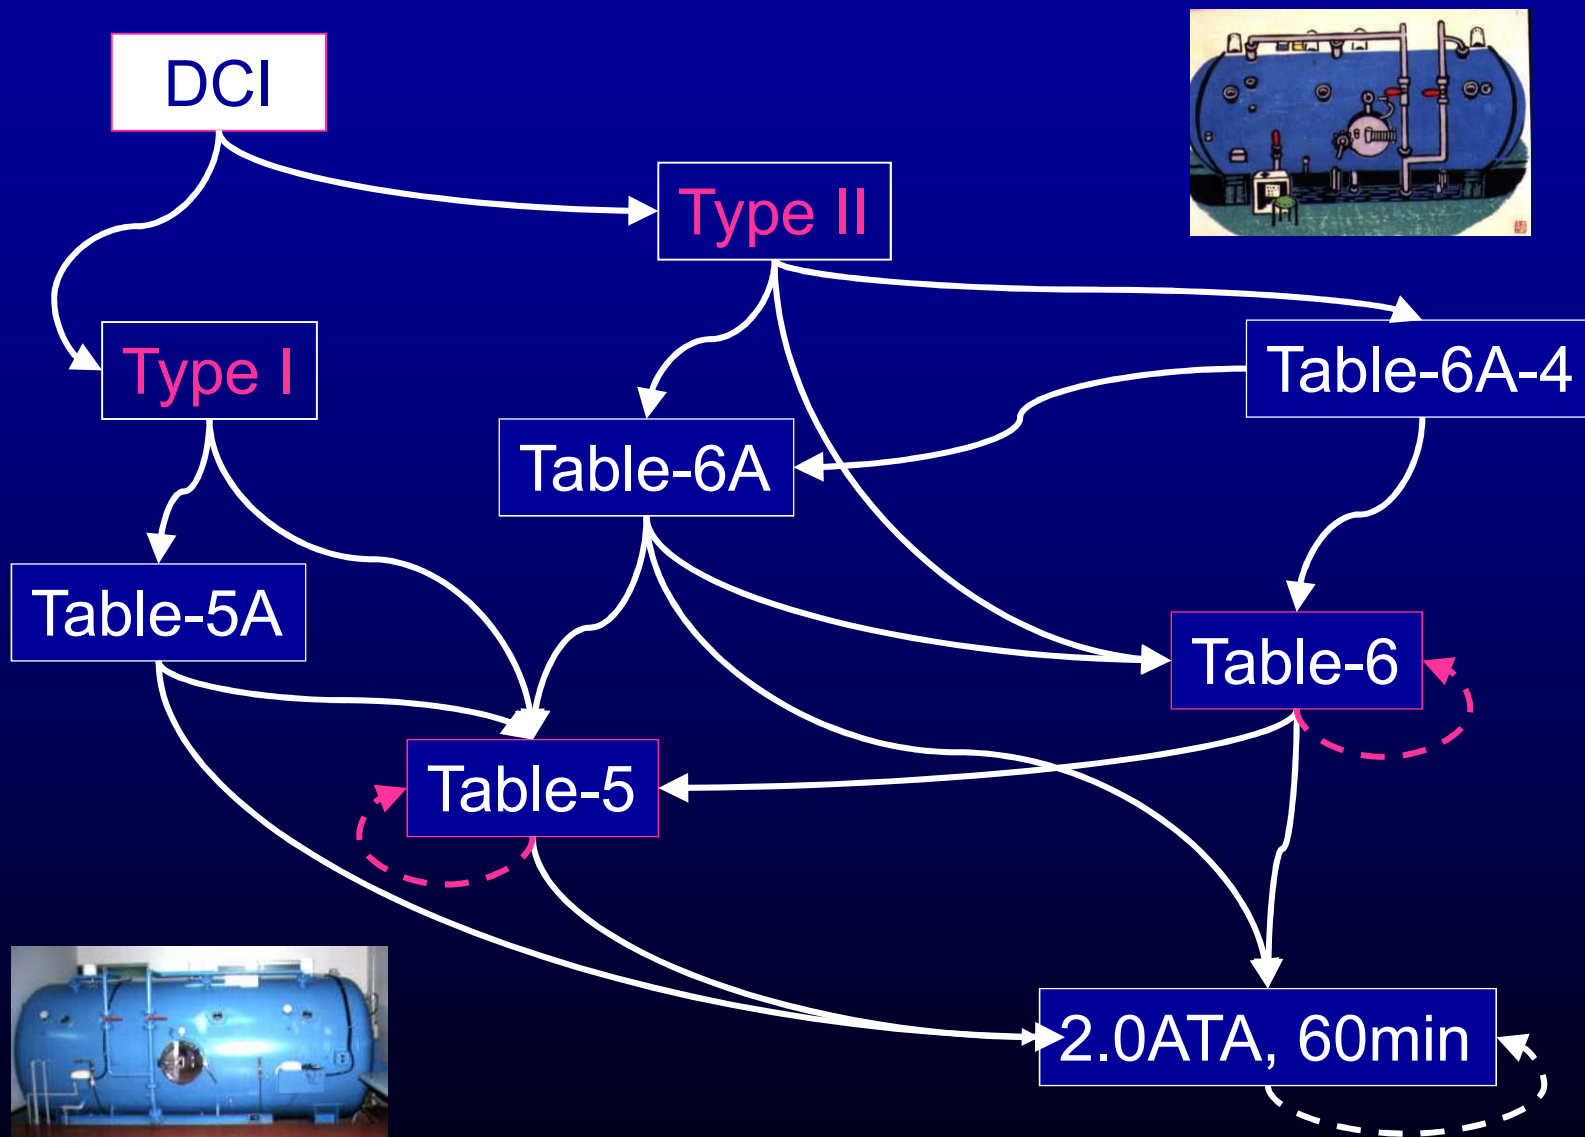 DCI
Type II
Type I
Table-6A-4
Table-6A
Table-5A
Table-6
Table-5
2.0ATA, 60min